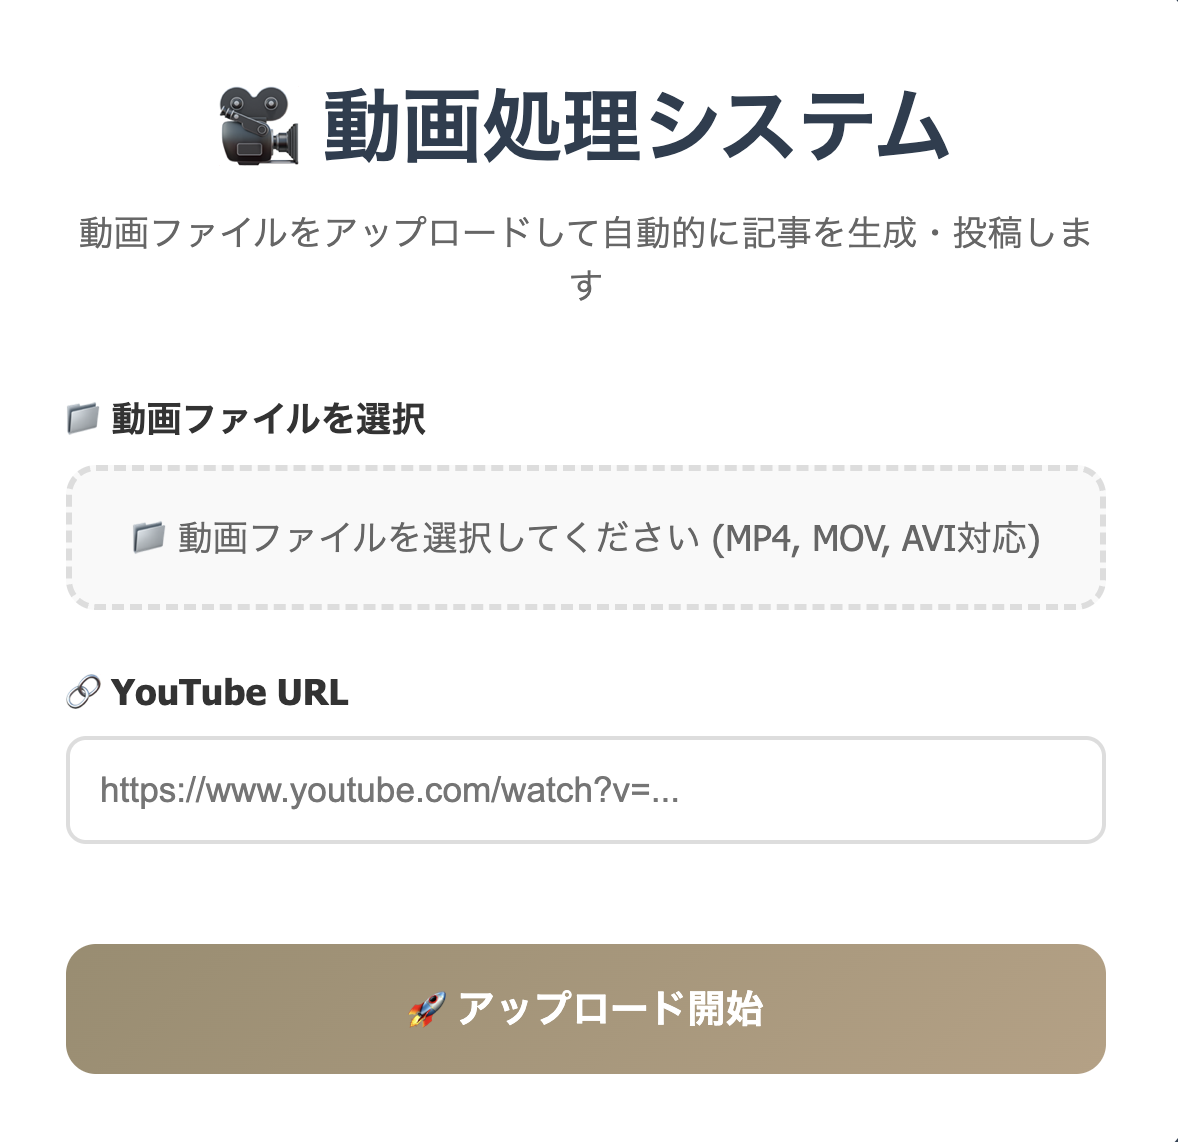 動画処理システム
動画ファイルをアップロードして自動的に記事を生成・投稿しま
す
動画ファイルを選択
動画ファイルを選択してください (MP4, MOV, AVI対応)
YouTube URL
https://www.youtube.com/watch?v=...
アップロード開始